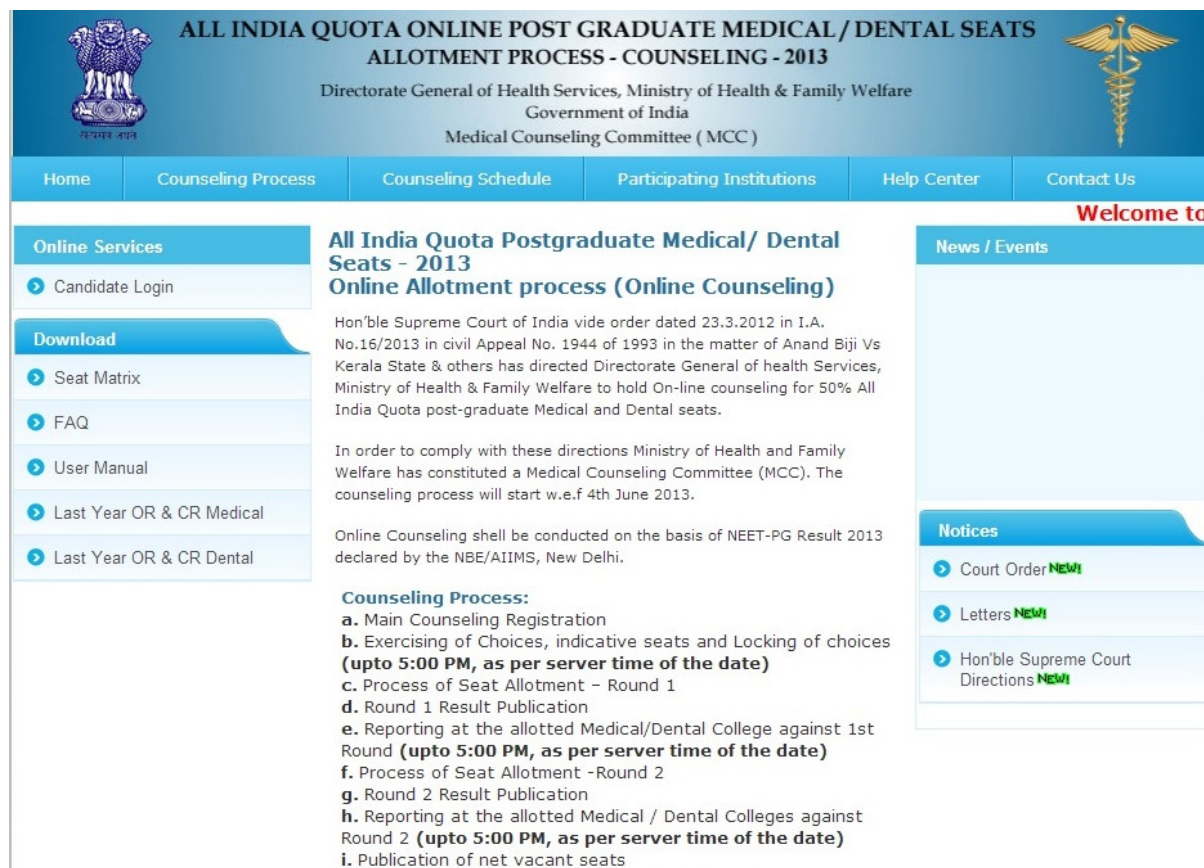 ALL INDIA QUOTA ONLINE POST GRADUATE MEDICAL / DENTAL SEATS
ALLOTMENT PROCESS - COUNSELING - 2013
Directorate General of Health Services, Ministry of Health & Family Welfare
Government of India
Medical Counseling Committee ( MCC )
सत्यमेव जयते
Home
Counseling Process
Counseling Schedule
Participating Institutions
Help Center
Contact Us
Welcome to
Online Services
Candidate Login
Download
Seat Matrix
FAQ
User Manual
Last Year OR & CR Medical
Last Year OR & CR Dental
All India Quota Postgraduate Medical/ Dental
Seats - 2013
Online Allotment process (Online Counseling)
Hon'ble Supreme Court of India vide order dated 23.3.2012 in I.A.
No.16/2013 in civil Appeal No. 1944 of 1993 in the matter of Anand Biji Vs
Kerala State & others has directed Directorate General of health Services,
Ministry of Health & Family Welfare to hold On-line counseling for 50% All
India Quota post-graduate Medical and Dental seats.
In order to comply with these directions Ministry of Health and Family
Welfare has constituted a Medical Counseling Committee (MCC). The
counseling process will start w.e.f 4th June 2013.
Online Counseling shell be conducted on the basis of NEET-PG Result 2013
declared by the NBE/AIIMS, New Delhi.
Counseling Process:
a. Main Counseling Registration
b. Exercising of Choices, indicative seats and Locking of choices
(upto 5:00 PM, as per server time of the date)
c. Process of Seat Allotment – Round 1
d. Round 1 Result Publication
e. Reporting at the allotted Medical/Dental College against 1st
Round (upto 5:00 PM, as per server time of the date)
f. Process of Seat Allotment -Round 2
g. Round 2 Result Publication
h. Reporting at the allotted Medical / Dental Colleges against
Round 2 (upto 5:00 PM, as per server time of the date)
i. Publication of net vacant seats
News / Events
Notices
Court Order NEW!
Letters NEW!
Hon'ble Supreme Court
Directions NEW!